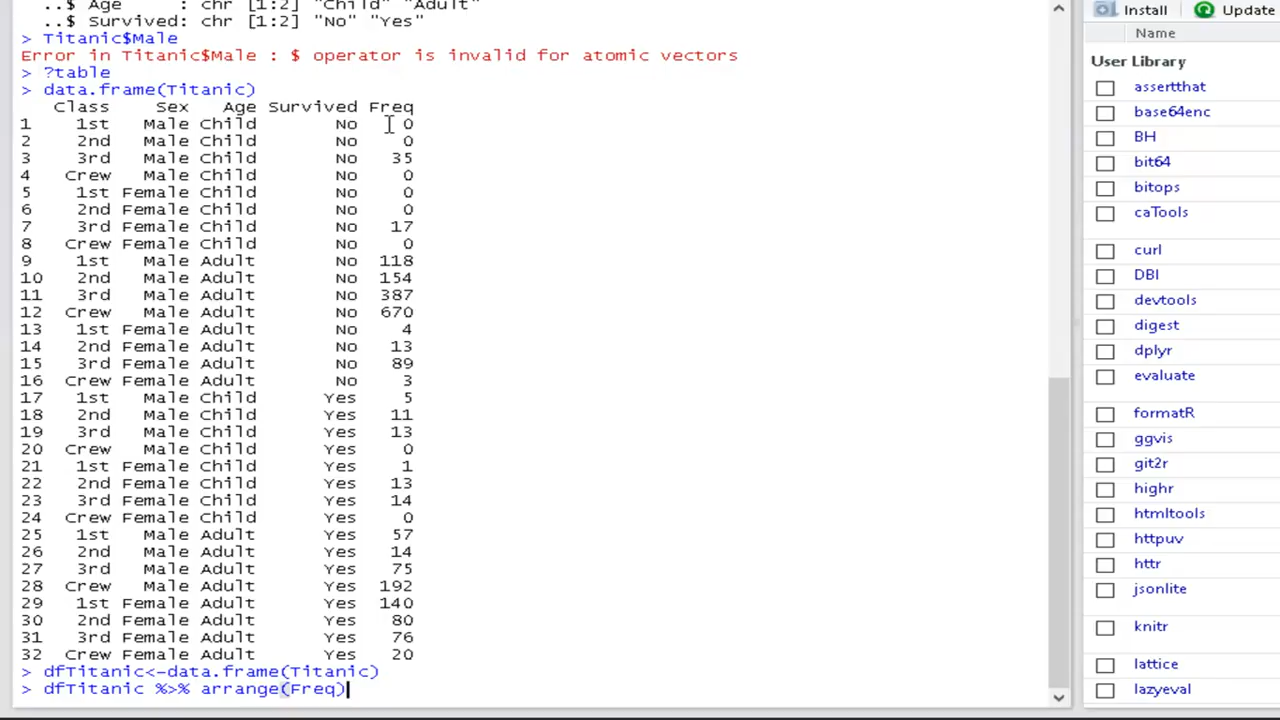 ..$ Age     : chr [1:2] "Child" "Adult"
..$ Survived: chr [1:2] "No" "Yes"
> Titanic$Male
Error in Titanic$Male : $ operator is invalid for atomic vectors
> ?table
> data.frame(Titanic)
Class Sex Age Survived Freq
1 1st Male Child No 0
2 2nd Male Child No 0
3 3rd Male Child No 35
4 Crew Male Child No 0
5 1st Female Child No 0
6 2nd Female Child No 0
7 3rd Female Child No 17
8 Crew Female Child No 0
9 1st Male Adult No 118
10 2nd Male Adult No 154
11 3rd Male Adult No 387
12 Crew Male Adult No 670
13 1st Female Adult No 4
14 2nd Female Adult No 13
15 3rd Female Adult No 89
16 Crew Female Adult No 3
17 1st Male Child Yes 5
18 2nd Male Child Yes 11
19 3rd Male Child Yes 13
20 Crew Male Child Yes 0
21 1st Female Child Yes 1
22 2nd Female Child Yes 13
23 3rd Female Child Yes 14
24 Crew Female Child Yes 0
25 1st Male Adult Yes 57
26 2nd Male Adult Yes 14
27 3rd Male Adult Yes 75
28 Crew Male Adult Yes 192
29 1st Female Adult Yes 140
30 2nd Female Adult Yes 80
31 3rd Female Adult Yes 76
32 Crew Female Adult Yes 20
> dfTitanic<-data.frame(Titanic)
> dfTitanic %>% arrange(Freq)
Install Update
Name
User Library
assertthat
base64enc
BH
bit64
bitops
caTools
curl
DBI
devtools
digest
dplyr
evaluate
formatR
ggvis
git2r
highr
htmltools
httpuv
httr
jsonlite
knitr
lattice
lazyeval